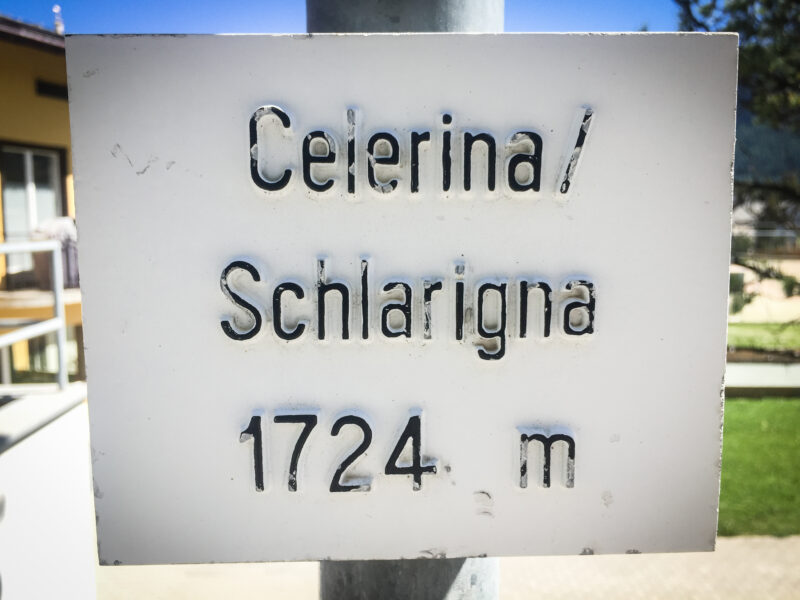 Celerina/
Schlarigna
1724 m